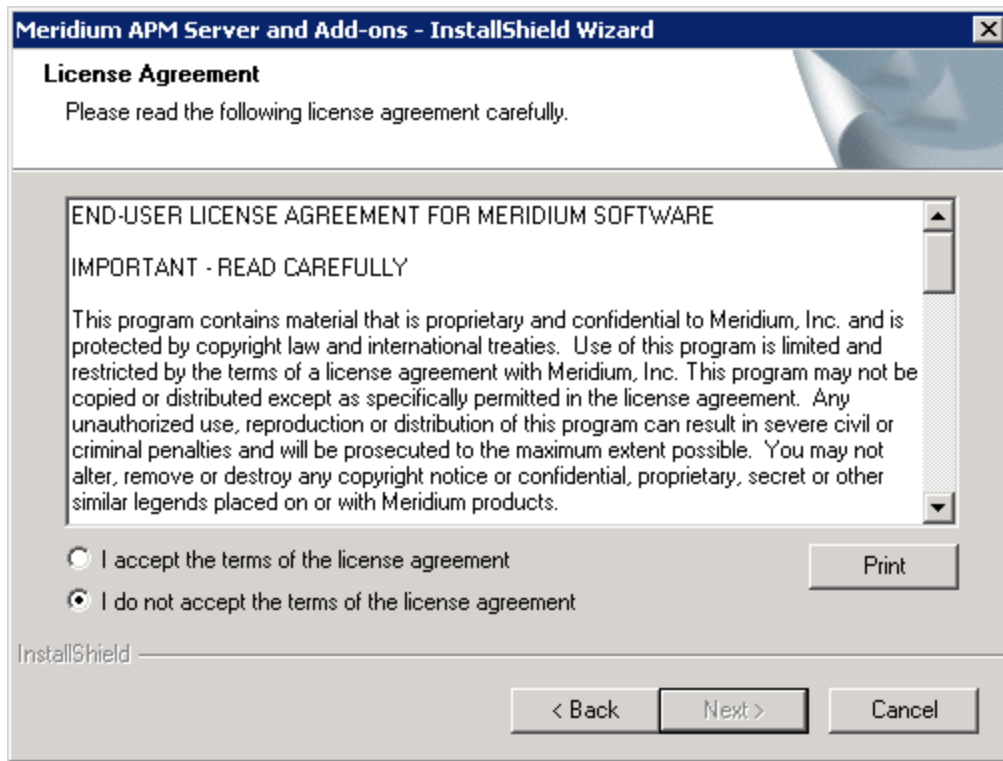 Meridium APM Server and Add-ons - InstallShield Wizard
License Agreement
Please read the following license agreement carefully.
END-USER LICENSE AGREEMENT FOR MERIDIUM SOFTWARE
IMPORTANT - READ CAREFULLY
This program contains material that is proprietary and confidential to Meridium, Inc. and is
protected by copyright law and international treaties.  Use of this program is limited and
restricted by the terms of a license agreement with Meridium, Inc. This program may not be
copied or distributed except as specifically permitted in the license agreement.  Any
unauthorized use, reproduction or distribution of this program can result in severe civil or
criminal penalties and will be prosecuted to the maximum extent possible.  You may not
alter, remove or destroy any copyright notice or confidential, proprietary, secret or other
similar legends placed on or with Meridium products.
I accept the terms of the license agreement
Print
I do not accept the terms of the license agreement
InstallShield
< Back
Next >
Cancel